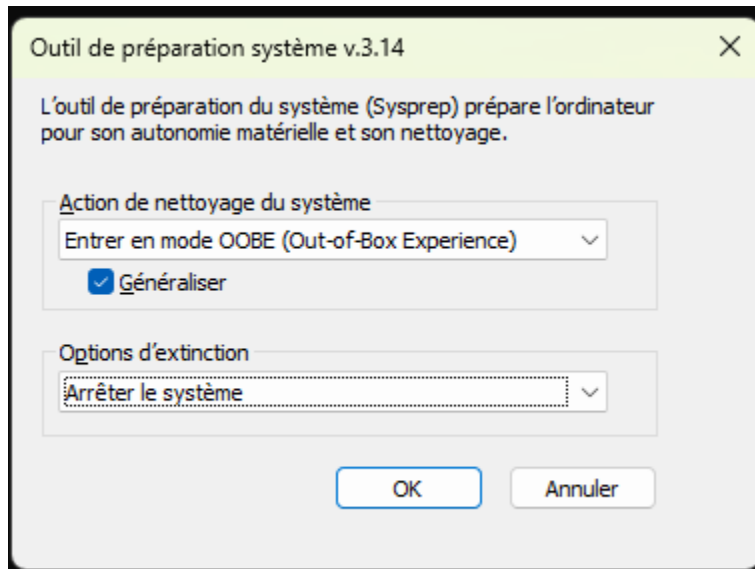 Outil de préparation système v.3.14
L'outil de préparation du système (Sysprep) prépare l'ordinateur
pour son autonomie matérielle et son nettoyage.
Action de nettoyage du système
Entrer en mode OOBE (Out-of-Box Experience)
Généraliser
Options d'extinction
Arrêter le système
OK
Annuler